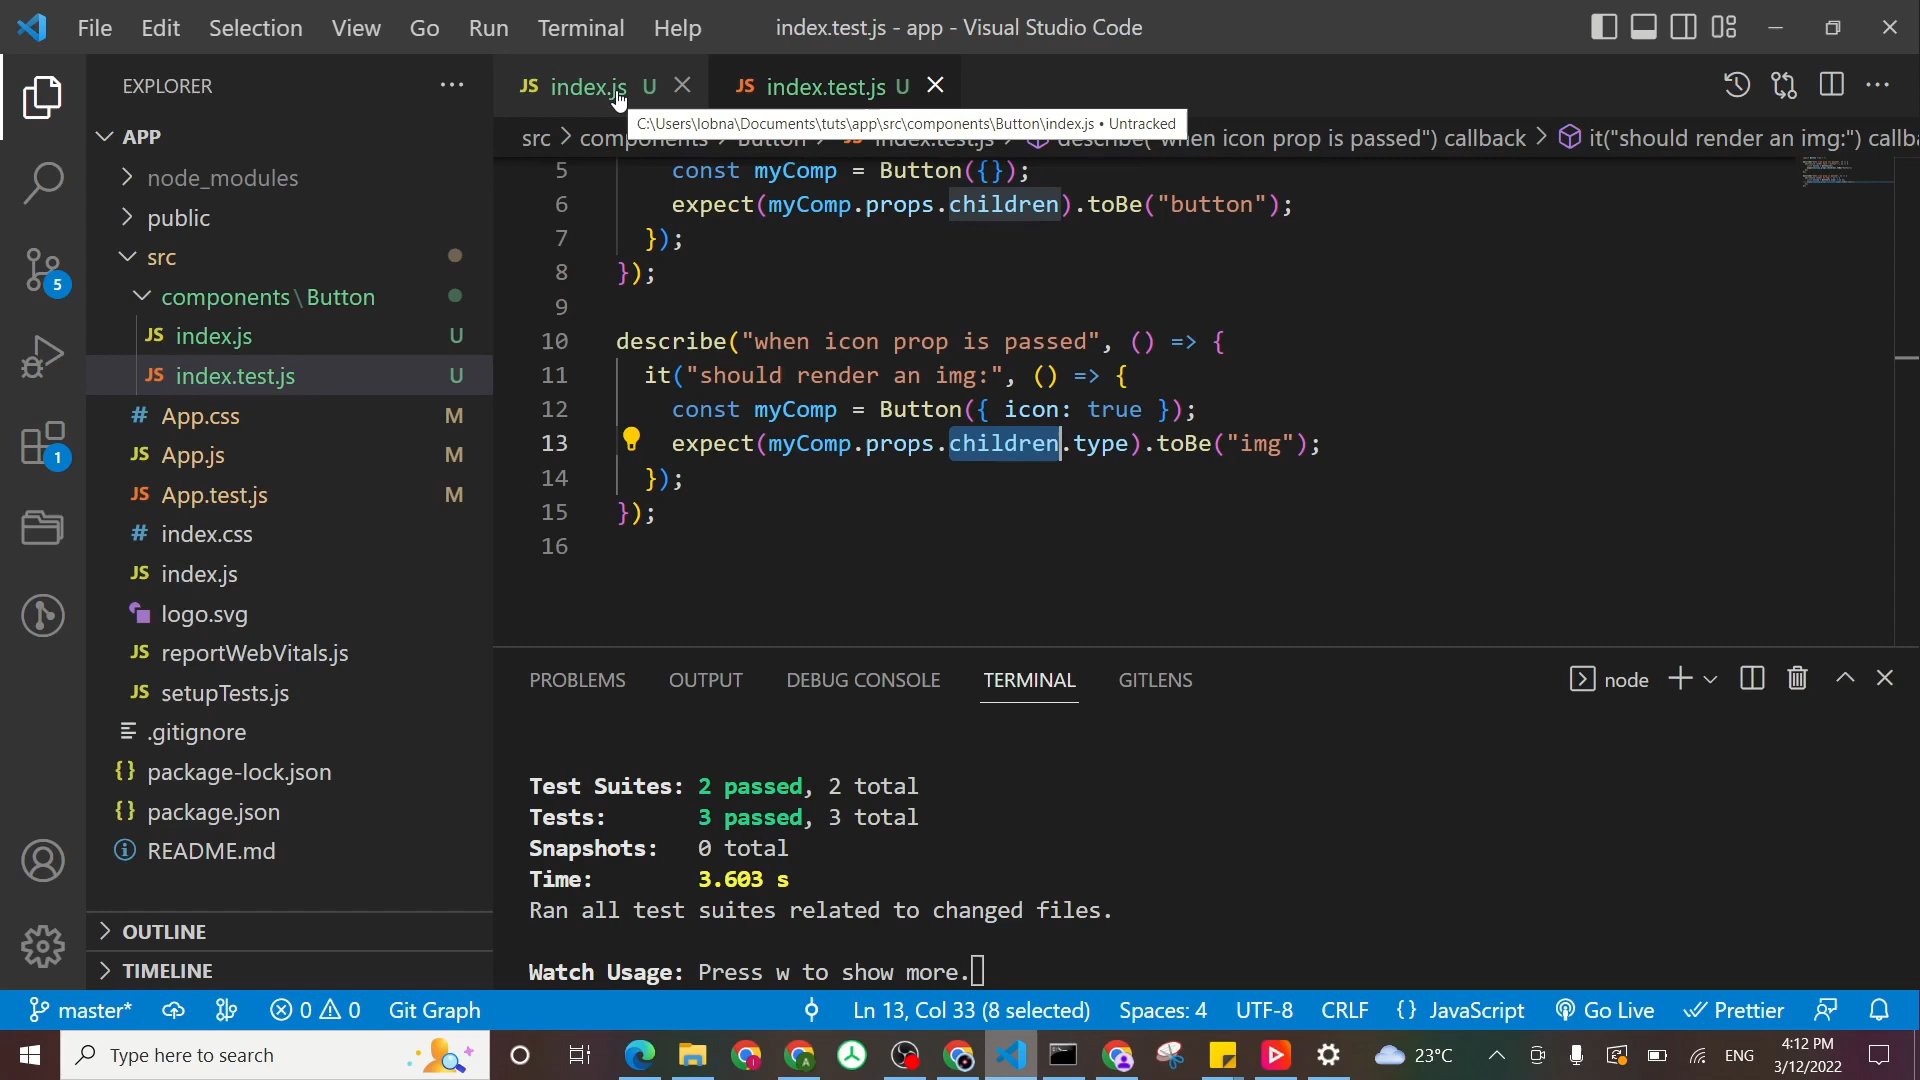 File Edit Selection View Go Run Terminal Help index.test.js - app - Visual Studio Code
EXPLORER
JS index.js U
JS index.test.js U
C:\Users\lobna\Documents\tuts\app\src\components\Button\index.js • Untracked
src > components > Button > index.test.js > describe("when icon prop is passed") callback > it("should render an img:") callba
APP
node_modules
public
src
components\Button
JS index.js U
JS index.test.js U
# App.css M
JS App.js M
JS App.test.js M
# index.css
JS index.js
logo.svg
JS reportWebVitals.js
JS setupTests.js
.gitignore
{} package-lock.json
{} package.json
README.md
OUTLINE
TIMELINE
5
1
5 const myComp = Button({});
6 expect(myComp.props.children).toBe("button");
7 });
8 });
9
10 describe("when icon prop is passed", () => {
11 it("should render an img:", () => {
12 const myComp = Button({ icon: true });
13 expect(myComp.props.children.type).toBe("img");
14 });
15 });
16
PROBLEMS OUTPUT DEBUG CONSOLE TERMINAL GITLENS node
Test Suites: 2 passed, 2 total
Tests: 3 passed, 3 total
Snapshots: 0 total
Time: 3.603 s
Ran all test suites related to changed files.
Watch Usage: Press w to show more.
master* 0 0 Git Graph Ln 13, Col 33 (8 selected) Spaces: 4 UTF-8 CRLF {} JavaScript Go Live Prettier
Type here to search 23°C ENG 4:12 PM
3/12/2022